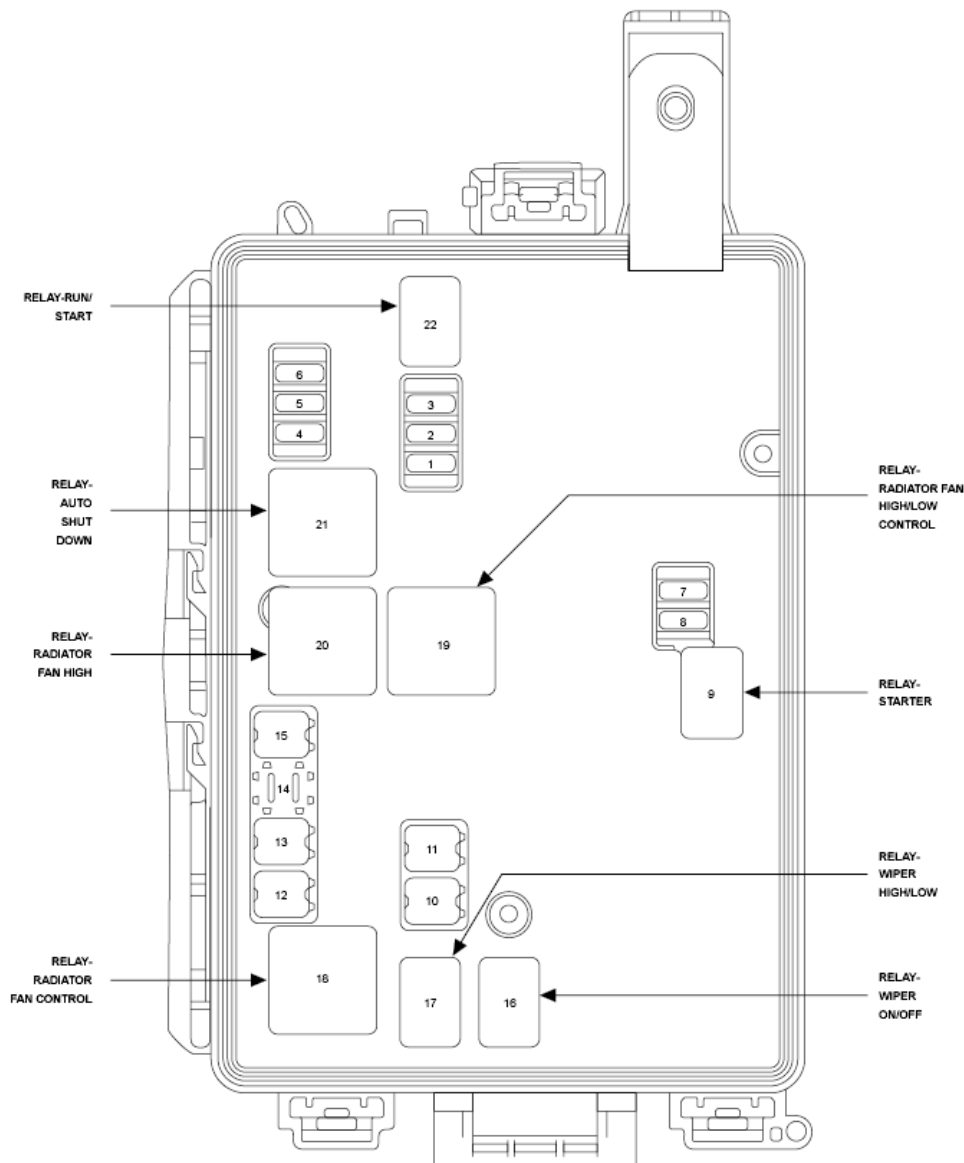 RELAY-RUN/
START
22
6
5
4
3
2
1
RELAY-
AUTO
SHUT
DOWN
21
RELAY-
RADIATOR FAN
HIGH/LOW
CONTROL
7
8
RELAY-
RADIATOR
FAN HIGH
20
19
9
RELAY-
STARTER
15
14
13
12
11
10
RELAY-
WIPER
HIGH/LOW
RELAY-
RADIATOR
FAN CONTROL
18
17
16
RELAY-
WIPER
ON/OFF